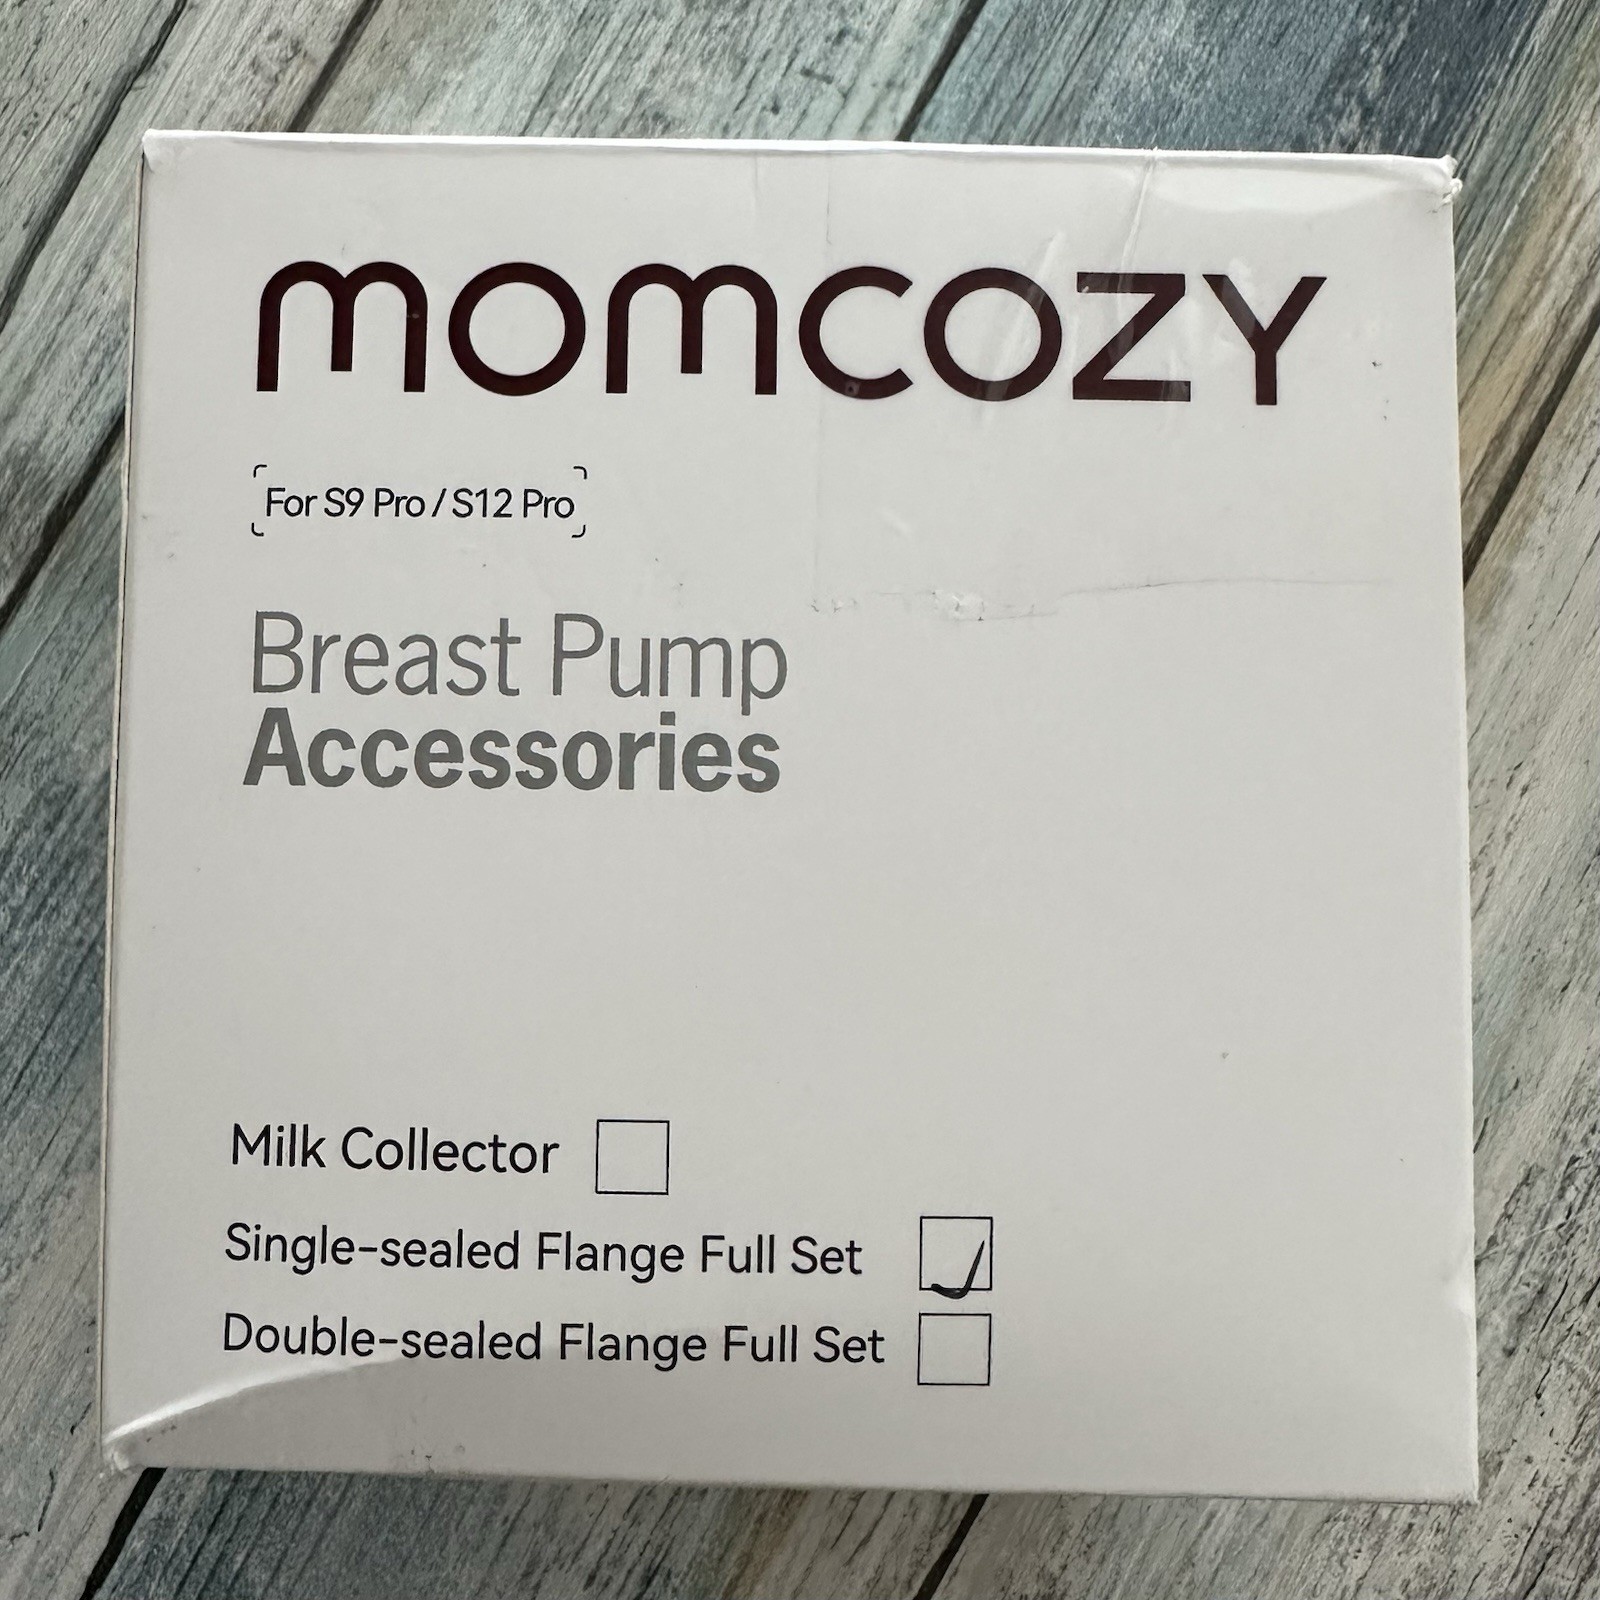 momcozy
For S9 Pro / S12 Pro
Breast Pump
Accessories
Milk Collector
Single-sealed Flange Full Set
Double-sealed Flange Full Set